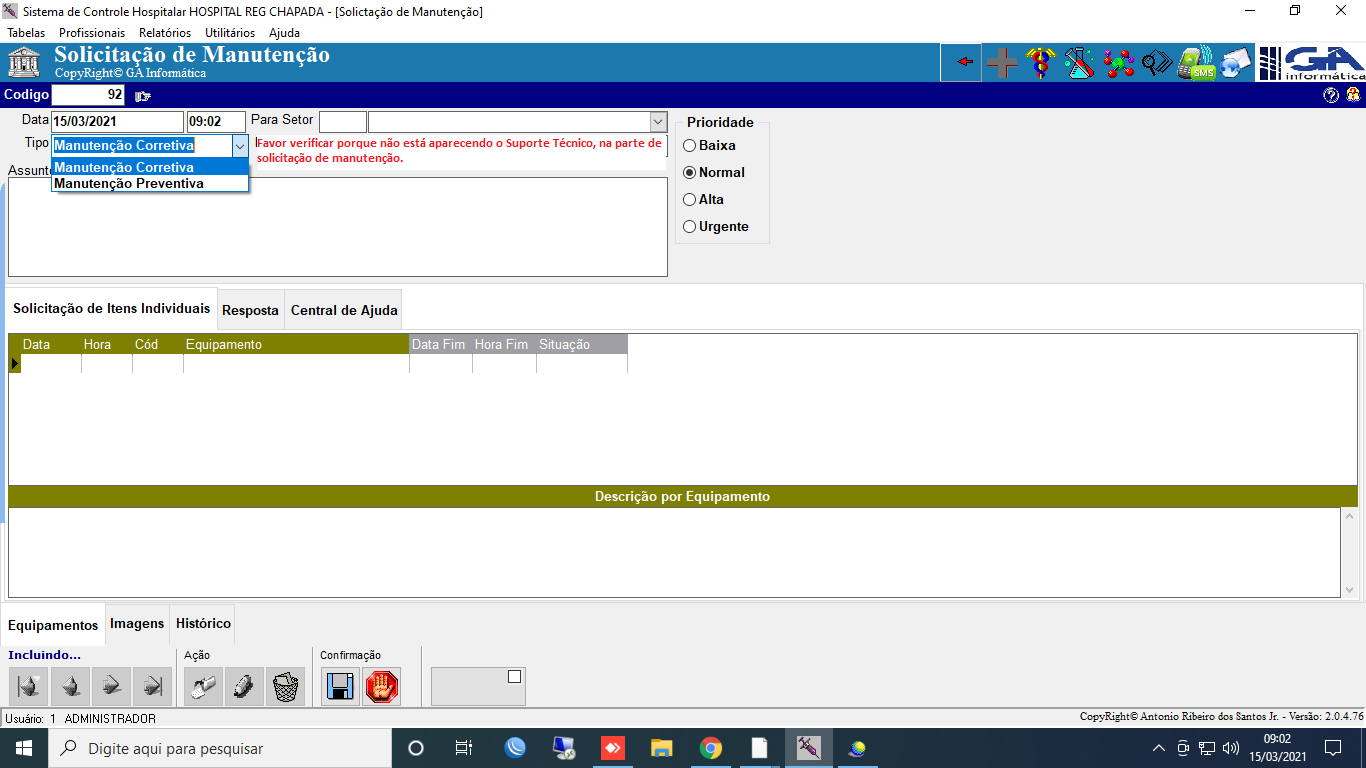 Sistema de Controle Hospitalar HOSPITAL REG CHAPADA - [Solictação de Manutenção]
Tabelas Profissionais Relatórios Utilitários Ajuda
Solicitação de Manutenção
CopyRight© GA Informática
SMS
GA
informática
Codigo 92
Data 15/03/2021 09:02 Para Setor
Tipo Manutenção Corretiva
Favor verificar porque não está aparecendo o Suporte Técnico, na parte de
solicitação de manutenção.
Manutenção Corretiva
Manutenção Preventiva
Assunto
Prioridade
Baixa
Normal
Alta
Urgente
Solicitação de Itens Individuais Resposta Central de Ajuda
Data Hora Cód Equipamento Data Fim Hora Fim Situação
Descrição por Equipamento
Equipamentos Imagens Histórico
Incluindo... Ação Confirmação
Usuário: 1 ADMINISTRADOR
CopyRight© Antonio Ribeiro dos Santos Jr. - Versão: 2.0.4.76
Digite aqui para pesquisar
09:02
15/03/2021